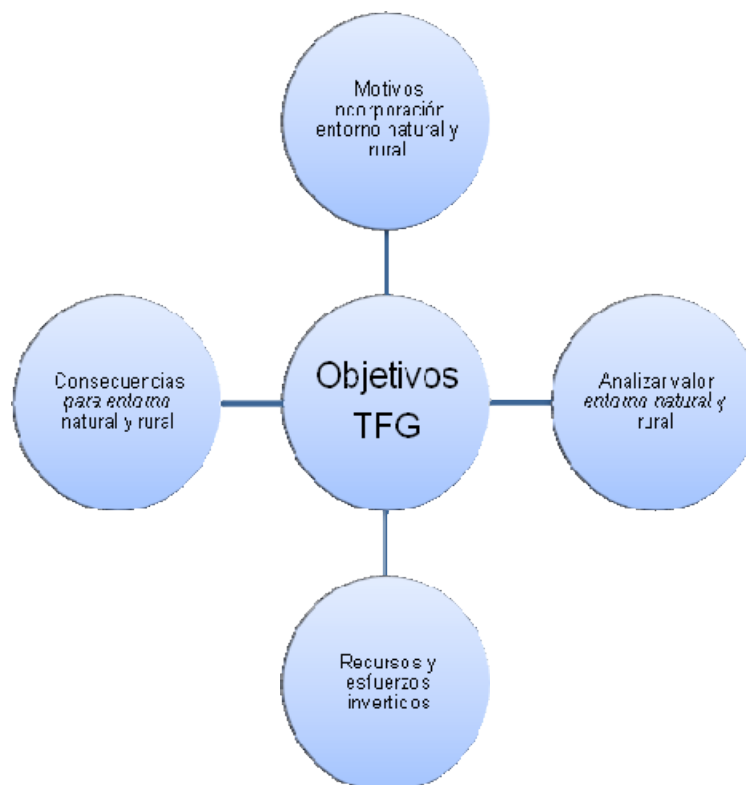 Motivos
incorporación
entorno natural y
rural
Consecuencias
para entorno
natural y rural
Objetivos
TFG
Analizar valor
entorno natural y
rural
Recursos y
esfuerzos
inverticos